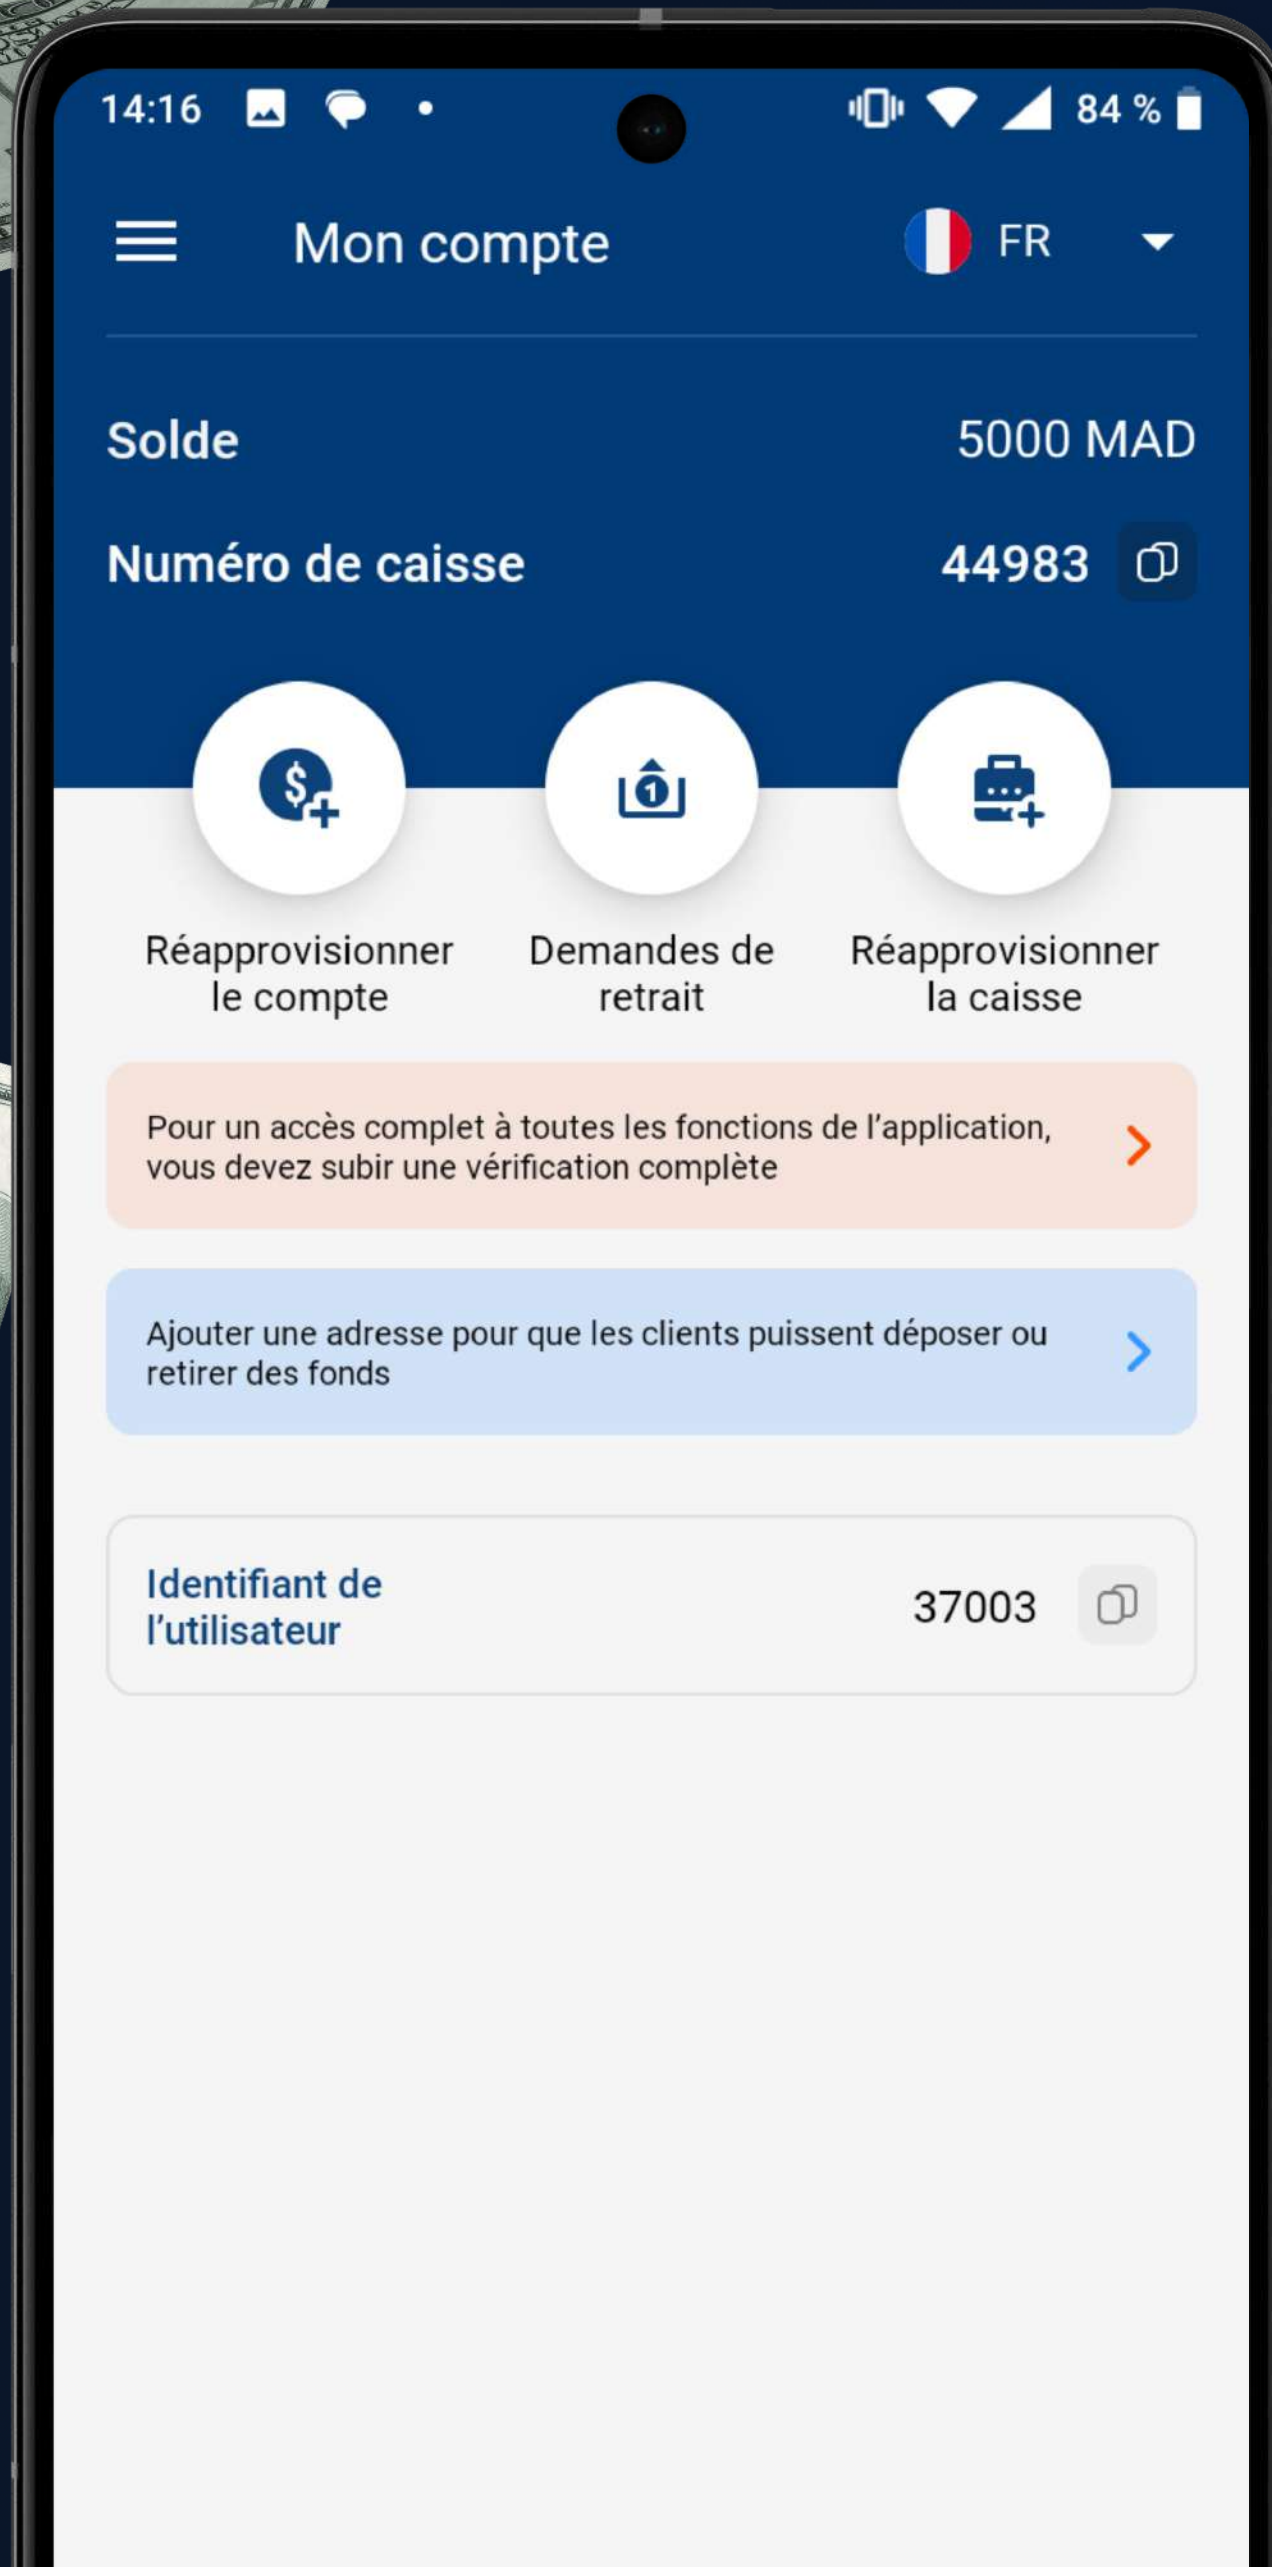 14:16
84 %
Mon compte
FR
Solde
5000 MAD
Numéro de caisse
44983
Réapprovisionner
le compte
Demandes de
retrait
Réapprovisionner
la caisse
Pour un accès complet à toutes les fonctions de l’application,
vous devez subir une vérification complète
Ajouter une adresse pour que les clients puissent déposer ou
retirer des fonds
Identifiant de
l’utilisateur
37003